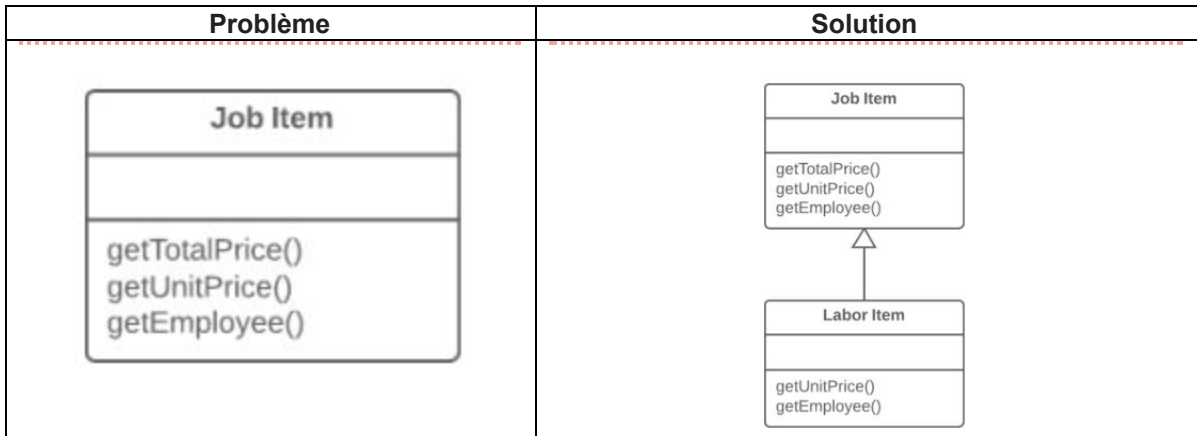 Problème
Solution
Job Item
getTotalPrice()
getUnitPrice()
getEmployee()
Job Item
getTotalPrice()
getUnitPrice()
getEmployee()
Labor Item
getUnitPrice()
getEmployee()